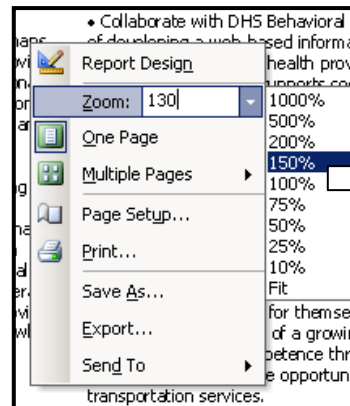 • Collaborate with DHS Behavioral
of developing a web-based informa
health prov
Report Design
Zoom: 130
1000%
500%
200%
150%
100%
75%
50%
25%
10%
Fit
One Page
Multiple Pages
Page Setup...
Print...
Save As...
Export...
Send To
for themse
of a growin
petence thr
e opportun
transportation services.